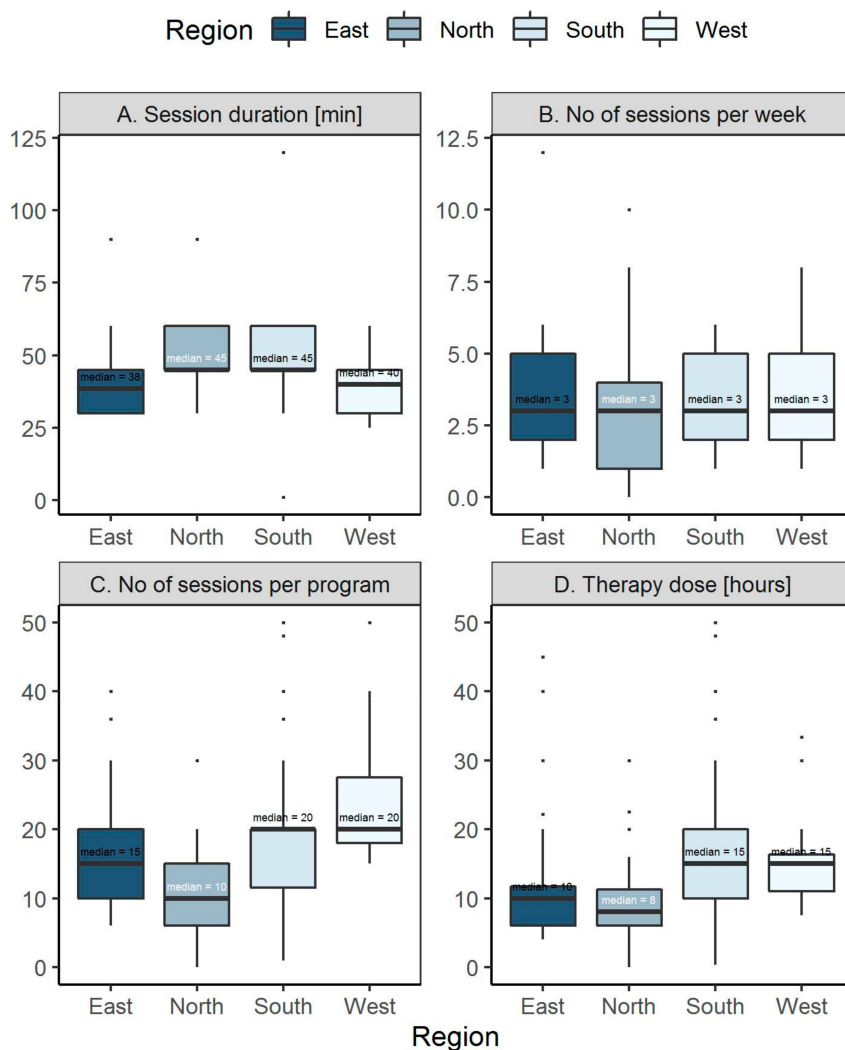 Region East North South West
A. Session duration [min]
125
100
75
50
25
0
median = 38
median = 45
median = 45
median = 40
East North South West
B. No of sessions per week
12.5
10.0
7.5
5.0
2.5
0.0
median = 3
median = 3
median = 3
median = 3
East North South West
C. No of sessions per program
50
40
30
20
10
0
median = 15
median = 10
median = 20
median = 20
East North South West
D. Therapy dose [hours]
50
40
30
20
10
0
median = 10
median = 8
median = 15
median = 15
East North South West
Region